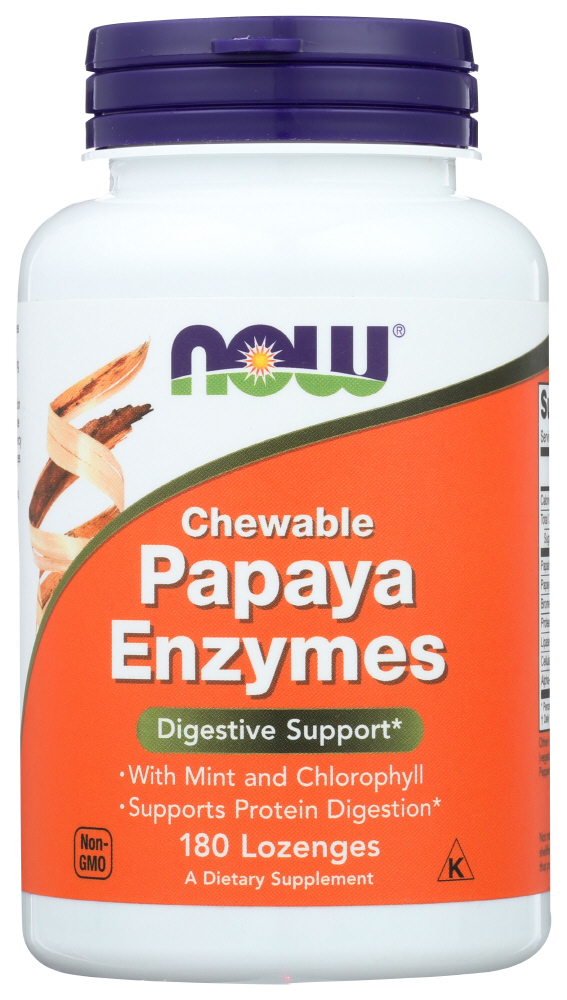 NOW®
Chewable
Papaya
Enzymes
Digestive Support*
•With Mint and Chlorophyll
•Supports Protein Digestion*
180 Lozenges
A Dietary Supplement
Non-
GMO
K